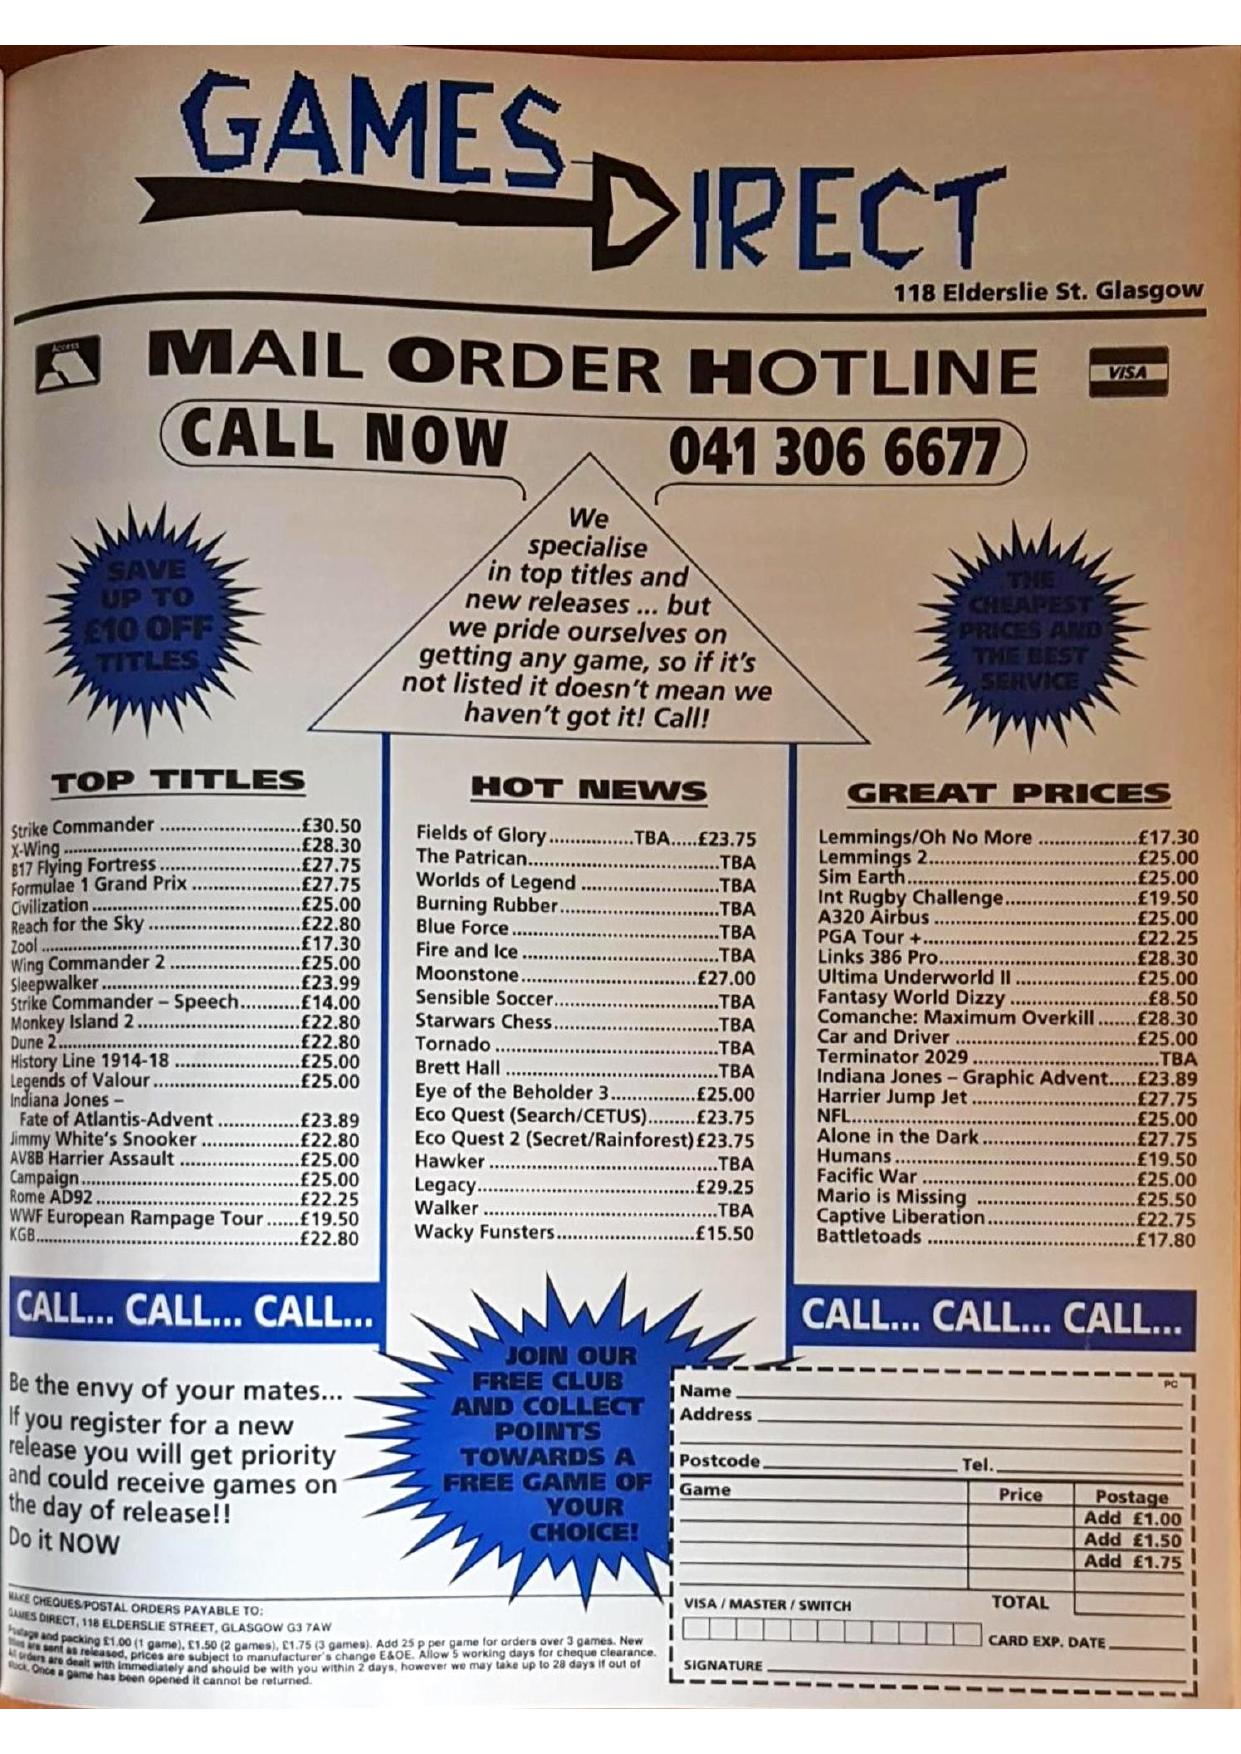 GAMES DIRECT
118 Elderslie St. Glasgow
Access
MAIL ORDER HOTLINE
VISA
CALL NOW 041 306 6677
SAVE
UP TO
£10 OFF
TITLES
We
specialise
in top titles and
new releases ... but
we pride ourselves on
getting any game, so if it's
not listed it doesn't mean we
haven't got it! Call!
THE
CHEAPEST
PRICES AND
THE BEST
SERVICE
TOP TITLES
Strike Commander ..........................£30.50
X-Wing ............................................£28.30
B17 Flying Fortress ..........................£27.75
Formulae 1 Grand Prix ....................£27.75
Civilization .......................................£25.00
Reach for the Sky ............................£22.80
Zool ................................................£17.30
Wing Commander 2 ........................£25.00
Sleepwalker .....................................£23.99
Strike Commander – Speech..........£14.00
Monkey Island 2 ..............................£22.80
Dune 2.............................................£22.80
History Line 1914-18 ........................£25.00
Legends of Valour ...........................£25.00
Indiana Jones –
Fate of Atlantis-Advent ..............£23.89
Jimmy White's Snooker ..................£22.80
AV8B Harrier Assault ......................£25.00
Campaign ........................................£25.00
Rome AD92 .....................................£22.25
WWF European Rampage Tour ......£19.50
KGB..................................................£22.80
HOT NEWS
Fields of Glory ...............TBA.....£23.75
The Patrican...................................TBA
Worlds of Legend .........................TBA
Burning Rubber.............................TBA
Blue Force ......................................TBA
Fire and Ice ....................................TBA
Moonstone................................£27.00
Sensible Soccer..............................TBA
Starwars Chess...............................TBA
Tornado .........................................TBA
Brett Hall .......................................TBA
Eye of the Beholder 3...............£25.00
Eco Quest (Search/CETUS).........£23.75
Eco Quest 2 (Secret/Rainforest)£23.75
Hawker ..........................................TBA
Legacy........................................£29.25
Walker ...........................................TBA
Wacky Funsters.........................£15.50
GREAT PRICES
Lemmings/Oh No More ..................£17.30
Lemmings 2......................................£25.00
Sim Earth..........................................£25.00
Int Rugby Challenge........................£19.50
A320 Airbus .....................................£25.00
PGA Tour +.......................................£22.25
Links 386 Pro....................................£28.30
Ultima Underworld II ......................£25.00
Fantasy World Dizzy ........................£8.50
Comanche: Maximum Overkill .......£28.30
Car and Driver .................................£25.00
Terminator 2029 ..................................TBA
Indiana Jones – Graphic Advent.....£23.89
Harrier Jump Jet ..............................£27.75
NFL....................................................£25.00
Alone in the Dark............................£27.75
Humans............................................£19.50
Facific War .......................................£25.00
Mario is Missing .............................£25.50
Captive Liberation...........................£22.75
Battletoads ......................................£17.80
CALL... CALL... CALL...
CALL... CALL... CALL...
Be the envy of your mates...
If you register for a new
release you will get priority
and could receive games on
the day of release!!
Do it NOW
JOIN OUR
FREE CLUB
AND COLLECT
POINTS
TOWARDS A
FREE GAME OF
YOUR
CHOICE!
PC
Name
Address
Postcode Tel.
Game Price Postage
Add £1.00
Add £1.50
Add £1.75
TOTAL
VISA / MASTER / SWITCH
CARD EXP. DATE
SIGNATURE
MAKE CHEQUES/POSTAL ORDERS PAYABLE TO:
GAMES DIRECT, 118 ELDERSLIE STREET, GLASGOW G3 7AW
Postage and packing £1.00 (1 game), £1.50 (2 games), £1.75 (3 games). Add 25 p per game for orders over 3 games. New
titles are sent as released, prices are subject to manufacturer's change E&OE. Allow 5 working days for cheque clearance.
All orders are dealt with immediately and should be with you within 2 days, however we may take up to 28 days if out of
stock. Once a game has been opened it cannot be returned.